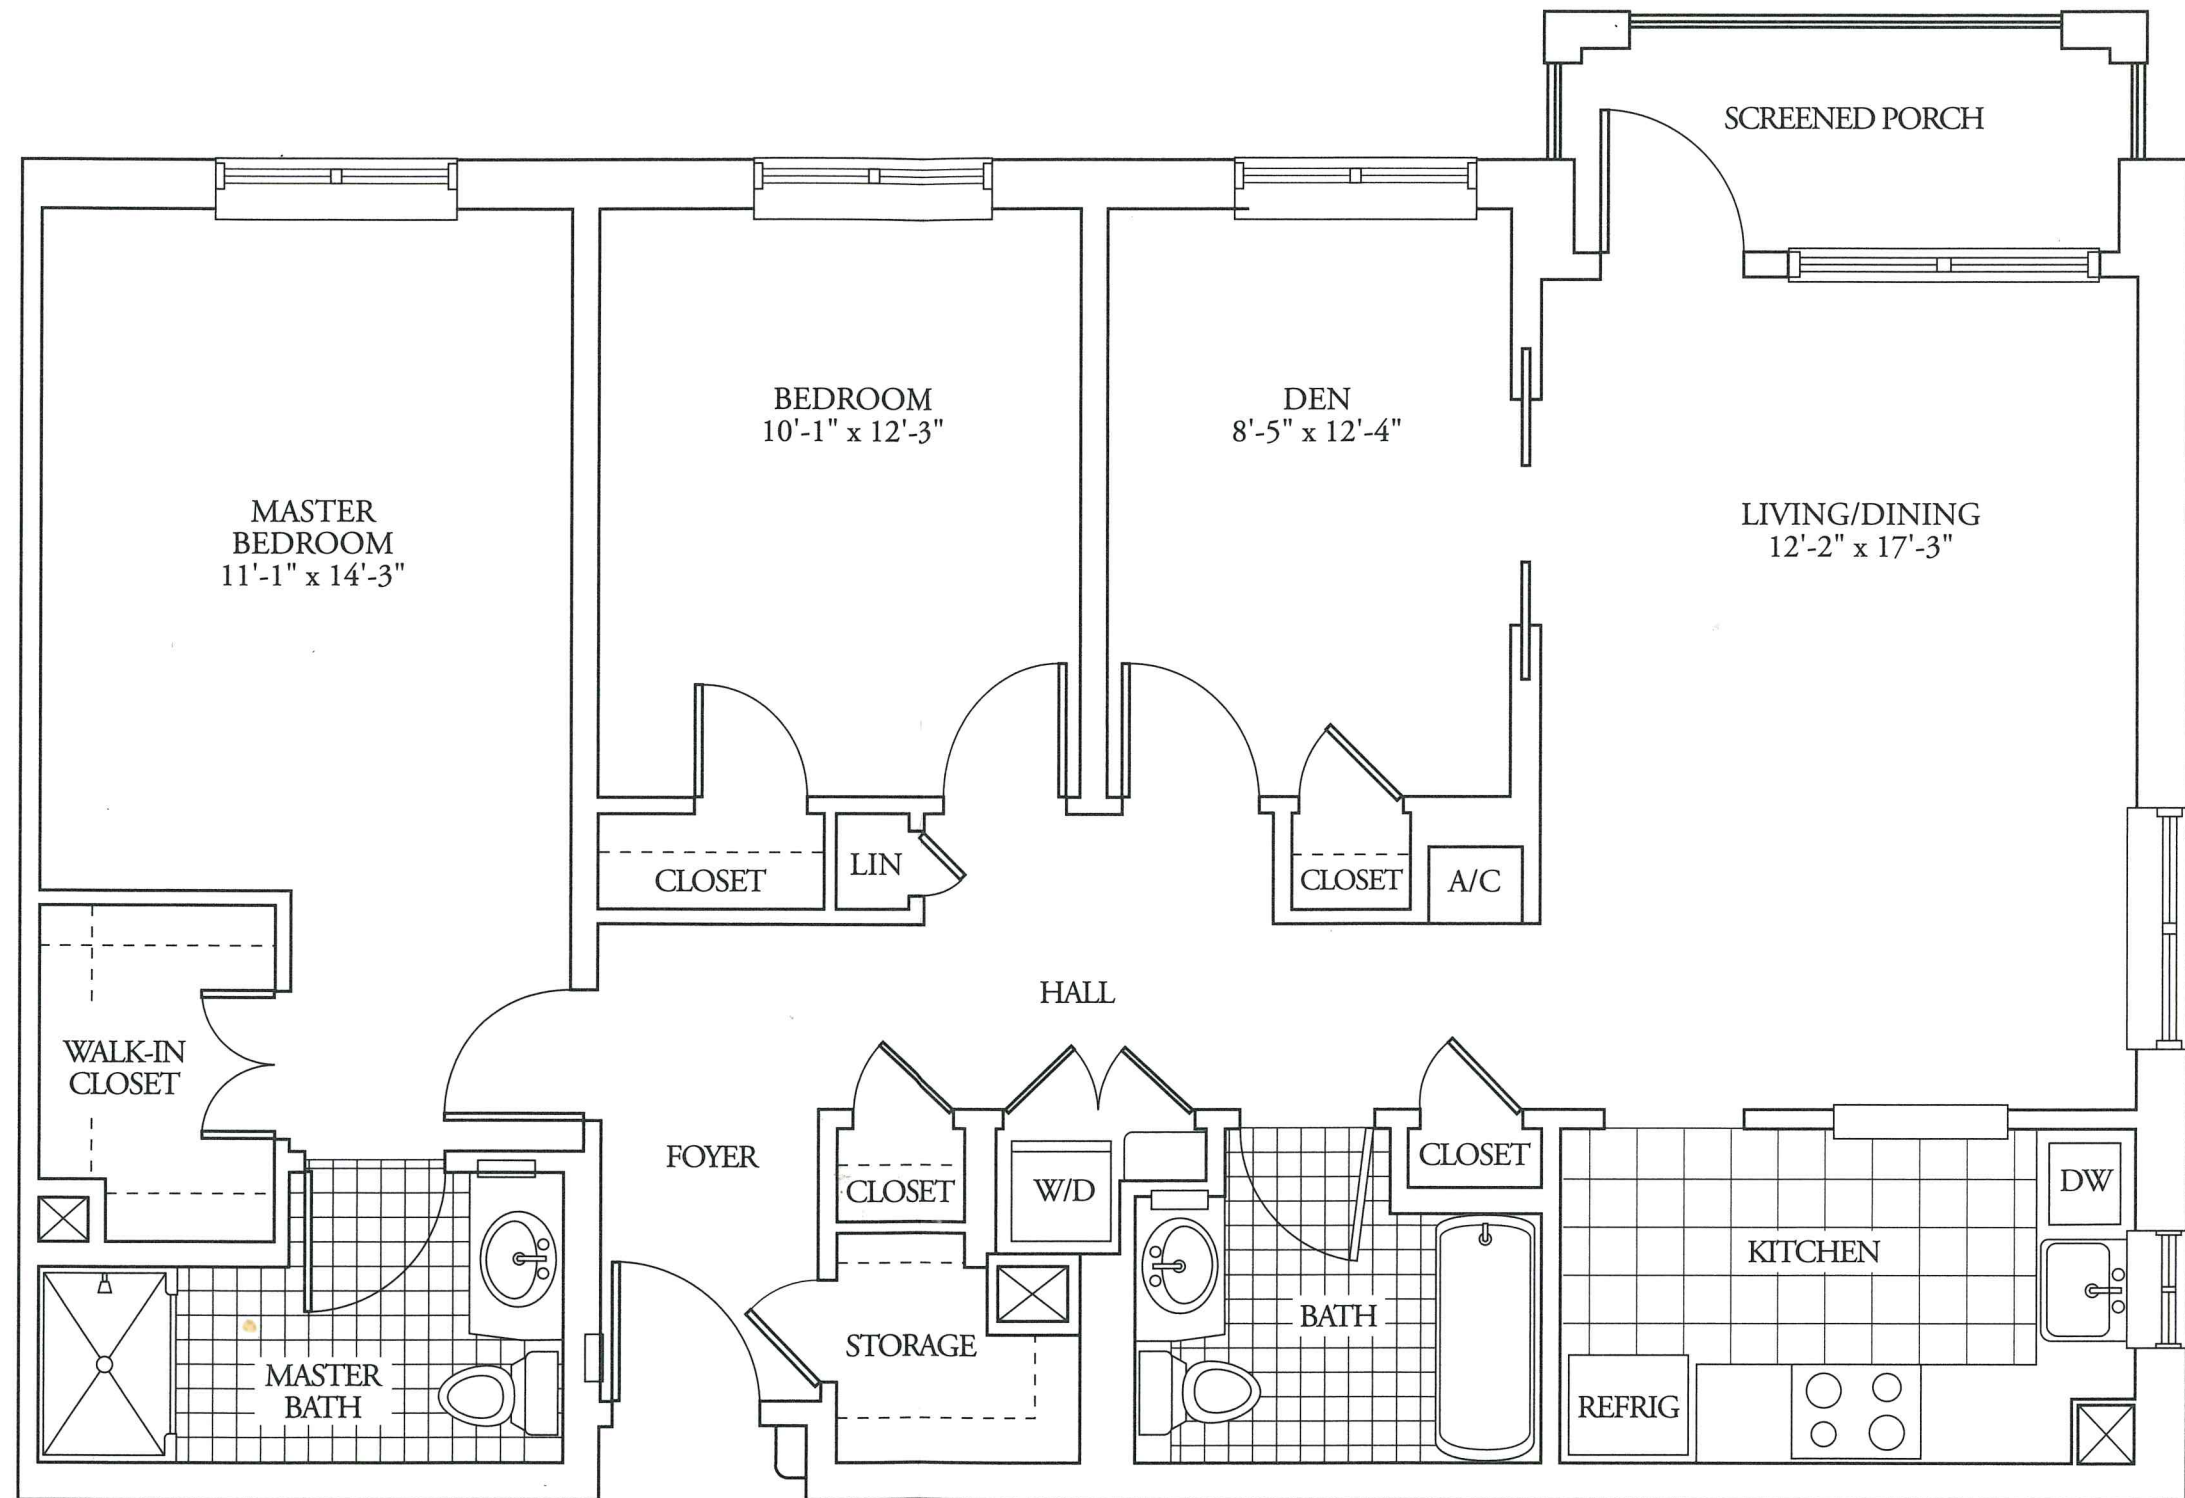 SCREENED PORCH
BEDROOM
10'-1" x 12'-3"
DEN
8'-5" x 12'-4"
MASTER
BEDROOM
11'-1" x 14'-3"
LIVING/DINING
12'-2" x 17'-3"
CLOSET
LIN
CLOSET
A/C
HALL
WALK-IN
CLOSET
FOYER
CLOSET
W/D
CLOSET
DW
KITCHEN
BATH
STORAGE
MASTER
BATH
REFRIG